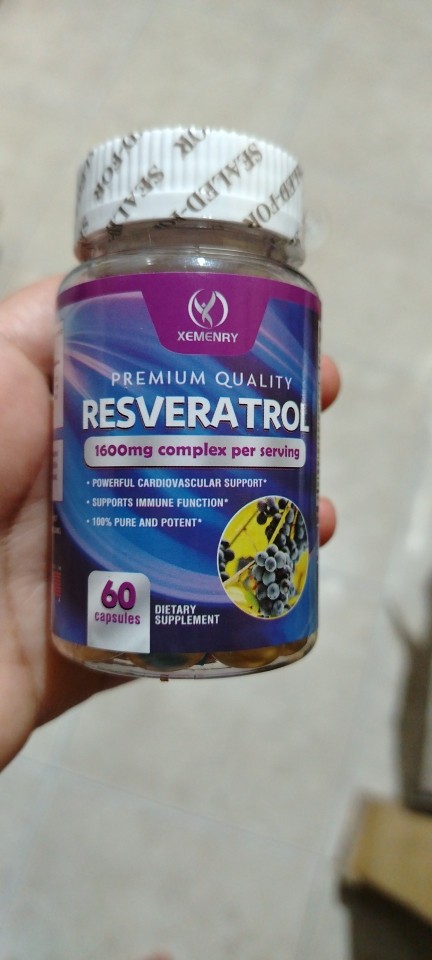 SEALED-FOR
XEMENRY
PREMIUM QUALITY
RESVERATROL
1600mg complex per serving
• POWERFUL CARDIOVASCULAR SUPPORT*
• SUPPORTS IMMUNE FUNCTION*
• 100% PURE AND POTENT*
60
capsules
DIETARY
SUPPLEMENT